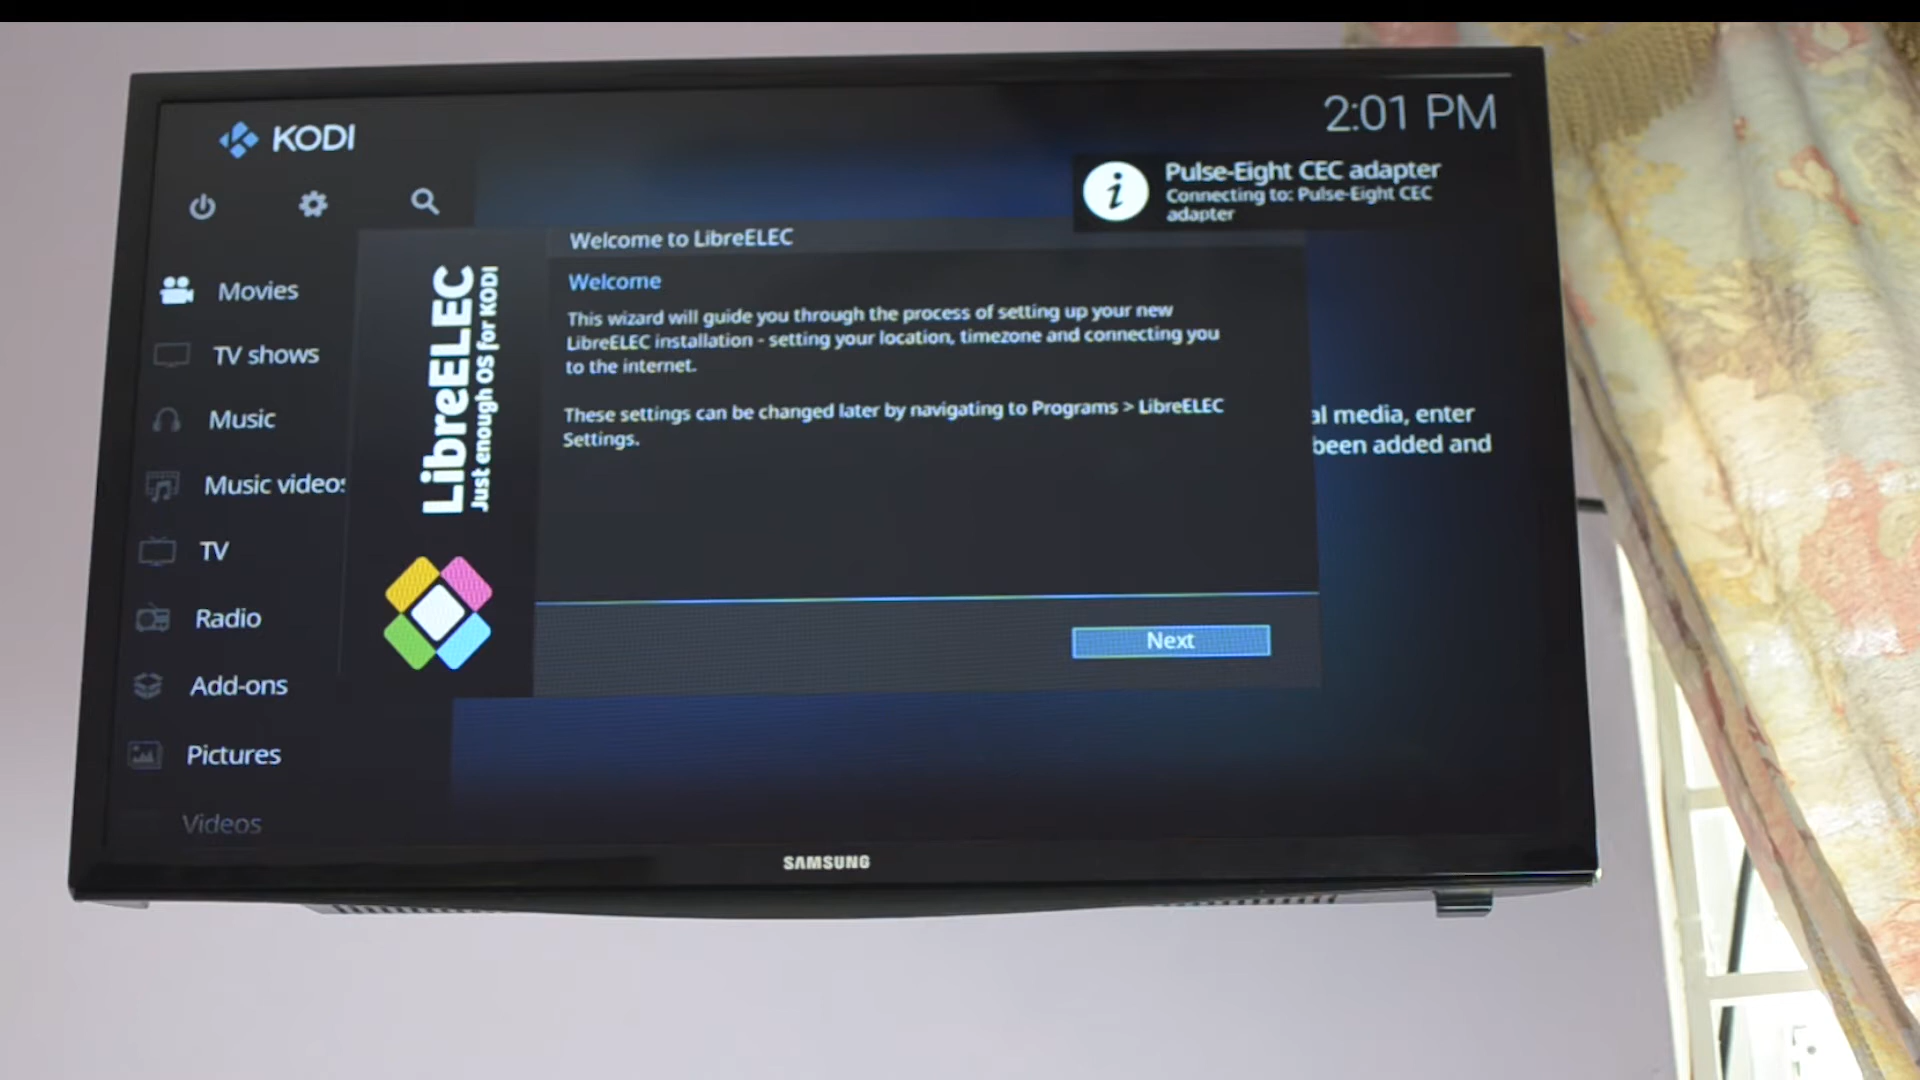 KODI
2:01 PM
Pulse-Eight CEC adapter
Connecting to: Pulse-Eight CEC
adapter
Movies
TV shows
Music
Music videos
TV
Radio
Add-ons
Pictures
Videos
LibreELEC
Just enough OS for KODI
Welcome to LibreELEC
Welcome
This wizard will guide you through the process of setting up your new
LibreELEC installation - setting your location, timezone and connecting you
to the internet.
These settings can be changed later by navigating to Programs > LibreELEC
Settings.
Next
al media, enter
been added and
SAMSUNG